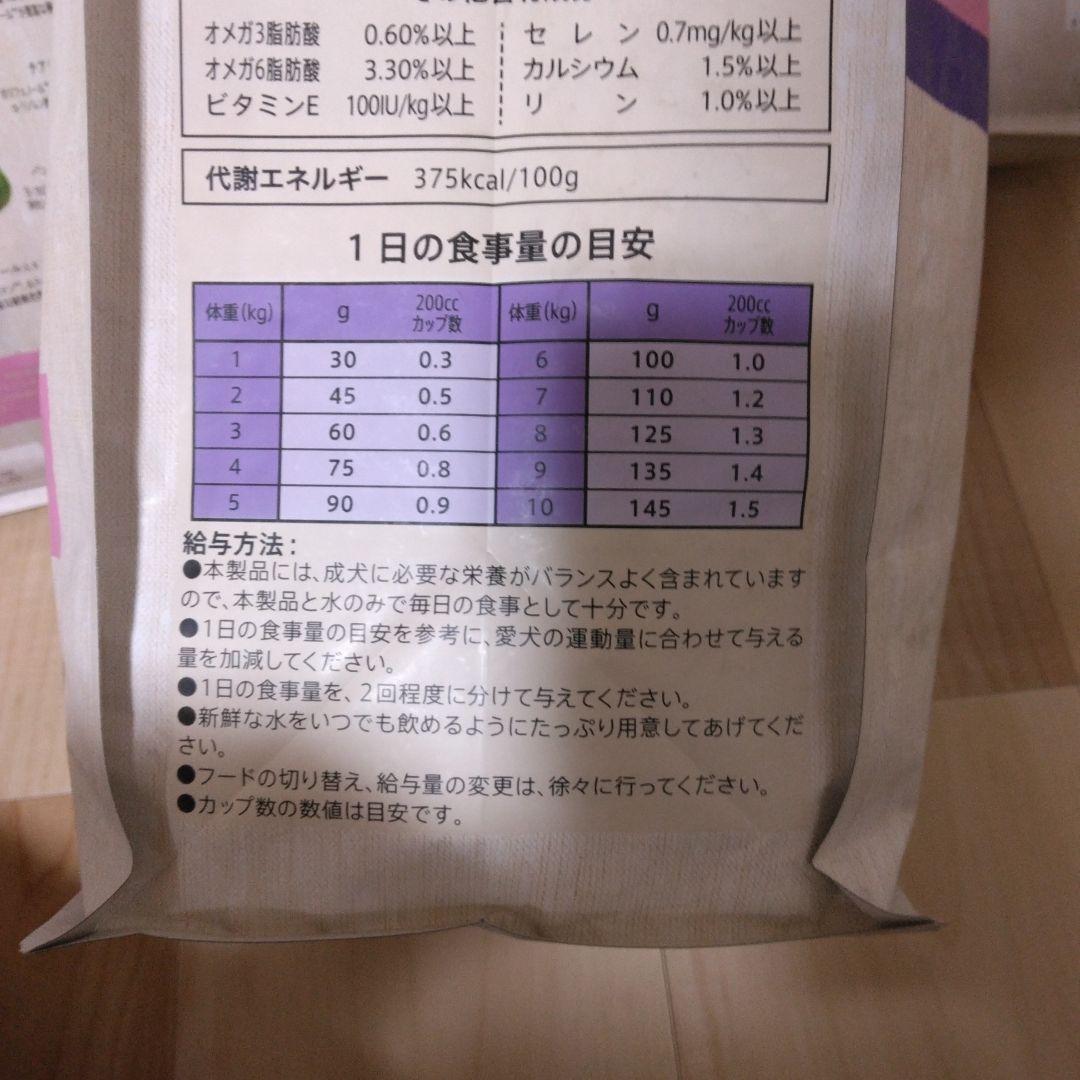 オメガ3脂肪酸 0.60%以上 セレン 0.7mg/kg以上
オメガ6脂肪酸 3.30%以上 カルシウム 1.5%以上
ビタミンE 100IU/kg以上 リン 1.0%以上
代謝エネルギー 375kcal/100g
1日の食事量の目安
体重(kg) g 200cc カップ数 体重(kg) g 200cc カップ数
1 30 0.3 6 100 1.0
2 45 0.5 7 110 1.2
3 60 0.6 8 125 1.3
4 75 0.8 9 135 1.4
5 90 0.9 10 145 1.5
給与方法:
●本製品には、成犬に必要な栄養がバランスよく含まれています
ので、本製品と水のみで毎日の食事として十分です。
●1日の食事量の目安を参考に、愛犬の運動量に合わせて与える
量を加減してください。
●1日の食事量を、2回程度に分けて与えてください。
●新鮮な水をいつでも飲めるようにたっぷり用意してあげてくだ
さい。
●フードの切り替え、給与量の変更は、徐々に行ってください。
●カップ数の数値は目安です。